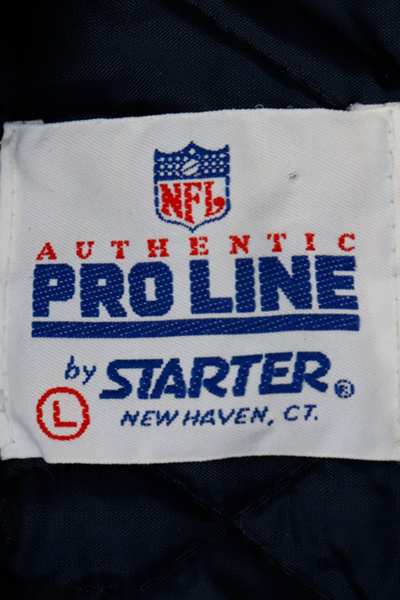 NFL
AUTHENTIC
PRO LINE
by STARTER®
L
NEW HAVEN, CT.